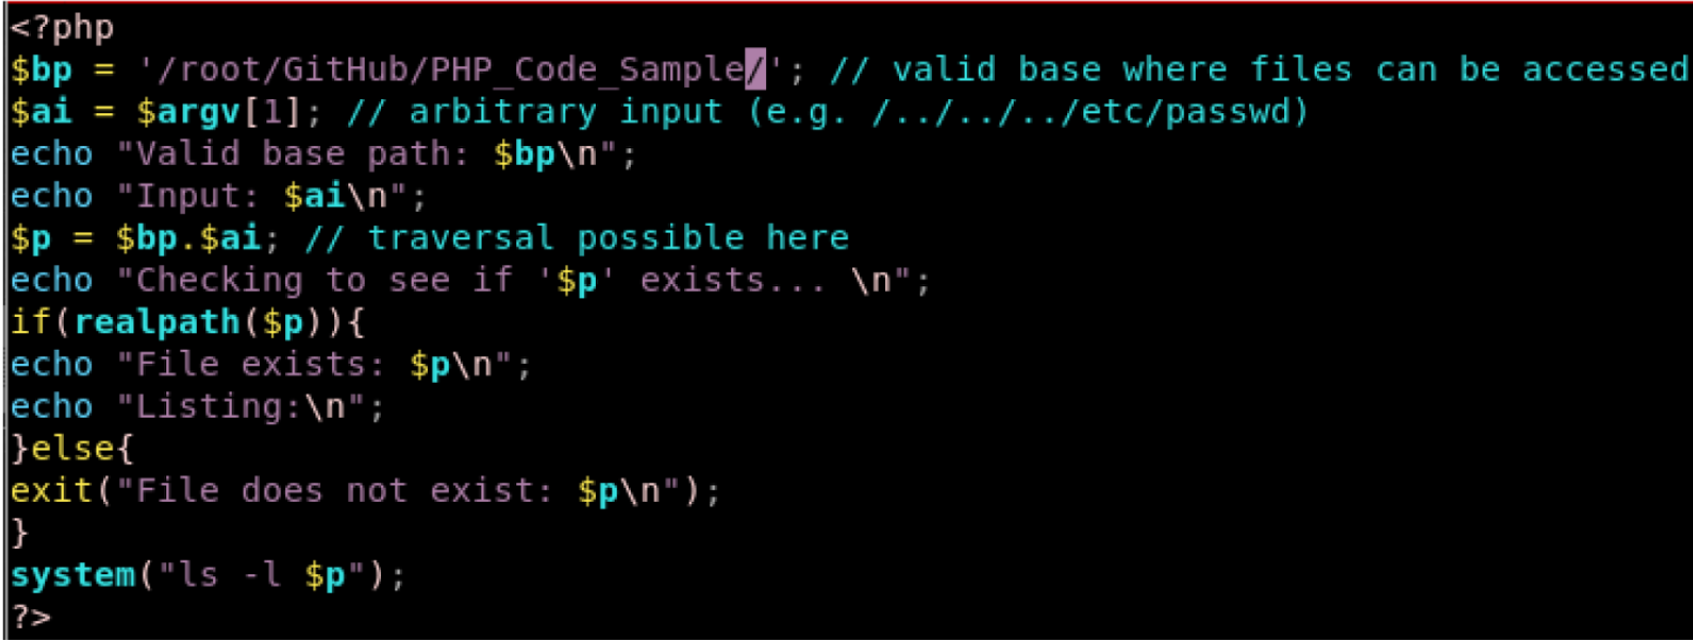 <?php
$bp = '/root/GitHub/PHP_Code_Sample/'; // valid base where files can be accessed
$ai = $argv[1]; // arbitrary input (e.g. /../../../etc/passwd)
echo "Valid base path: $bp\n";
echo "Input: $ai\n";
$p = $bp.$ai; // traversal possible here
echo "Checking to see if '$p' exists... \n";
if(realpath($p)){
echo "File exists: $p\n";
echo "Listing:\n";
}else{
exit("File does not exist: $p\n");
}
system("ls -l $p");
?>